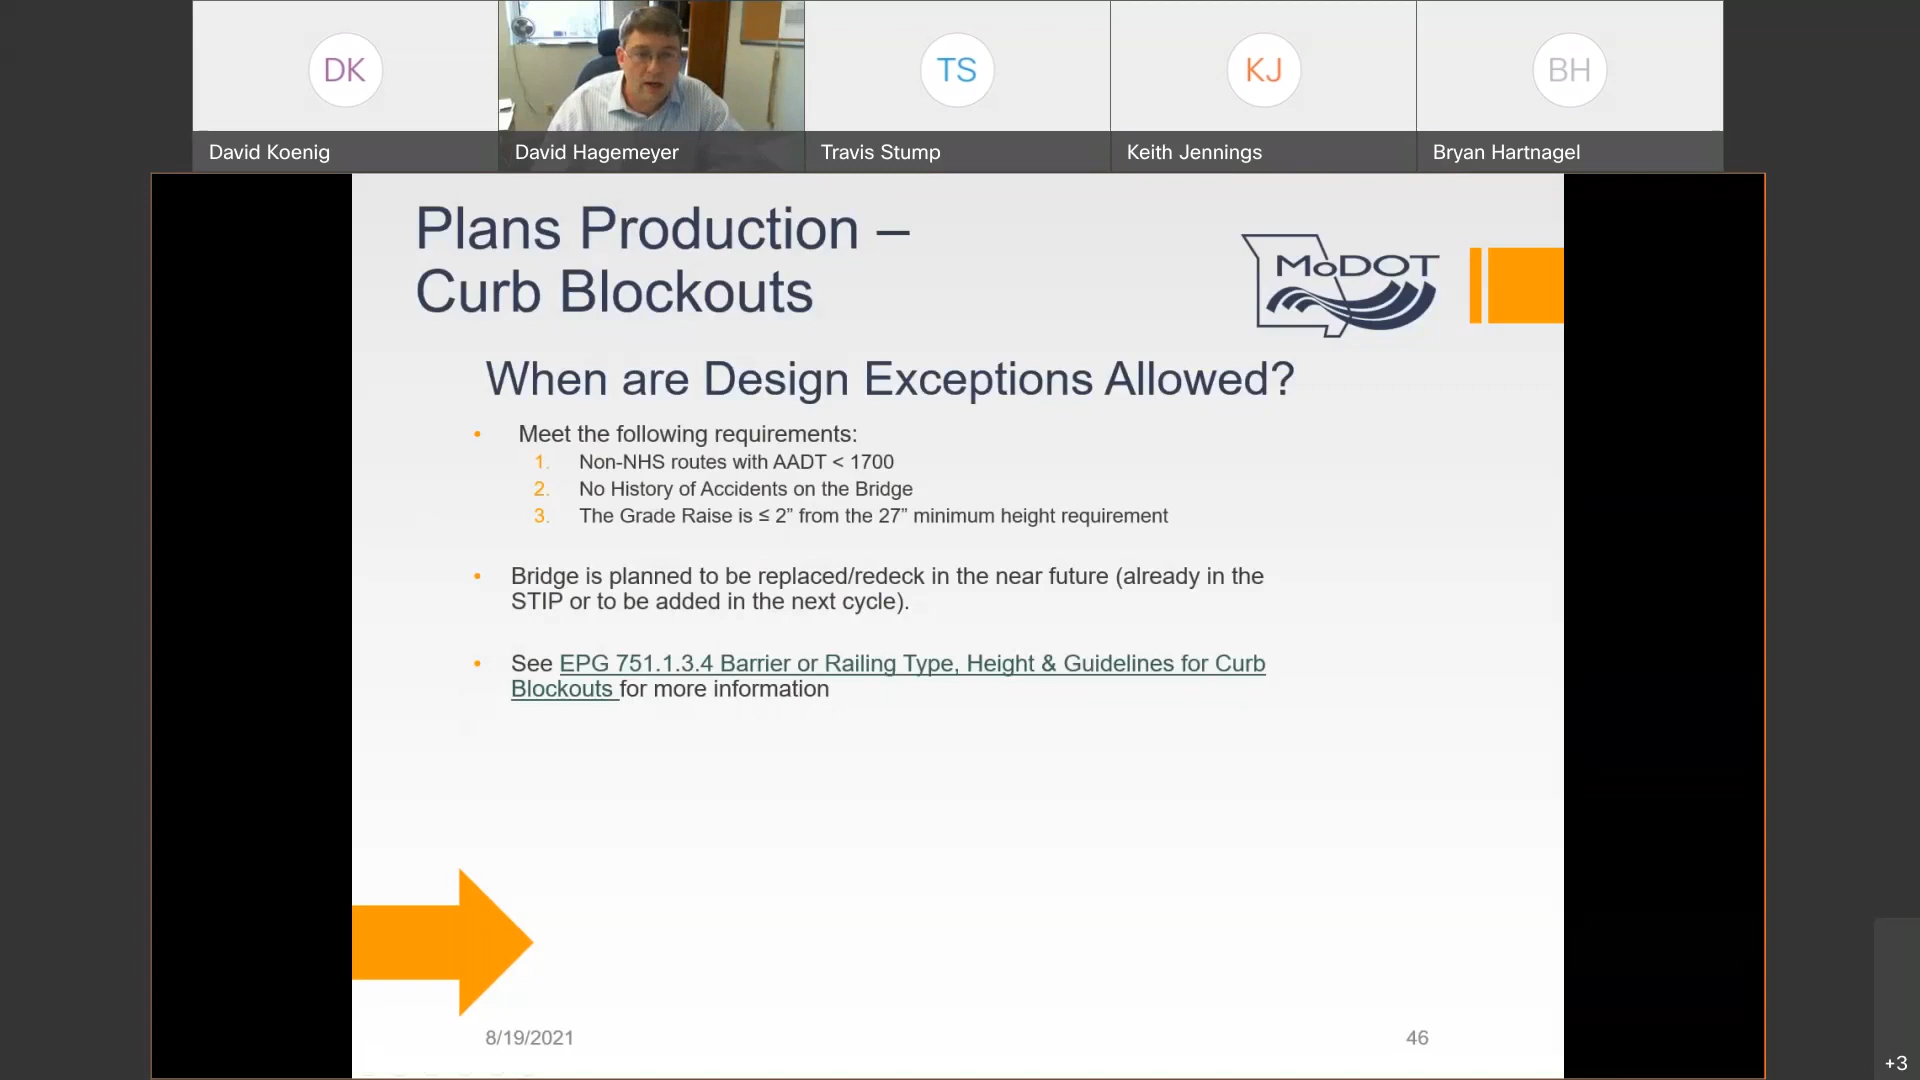 DK
TS
KJ
BH
David Koenig
David Hagemeyer
Travis Stump
Keith Jennings
Bryan Hartnagel
Plans Production –
Curb Blockouts
MoDOT
When are Design Exceptions Allowed?
• Meet the following requirements:
1. Non-NHS routes with AADT < 1700
2. No History of Accidents on the Bridge
3. The Grade Raise is ≤ 2” from the 27” minimum height requirement
• Bridge is planned to be replaced/redeck in the near future (already in the
STIP or to be added in the next cycle).
• See EPG 751.1.3.4 Barrier or Railing Type, Height & Guidelines for Curb
Blockouts for more information
8/19/2021
46
+3